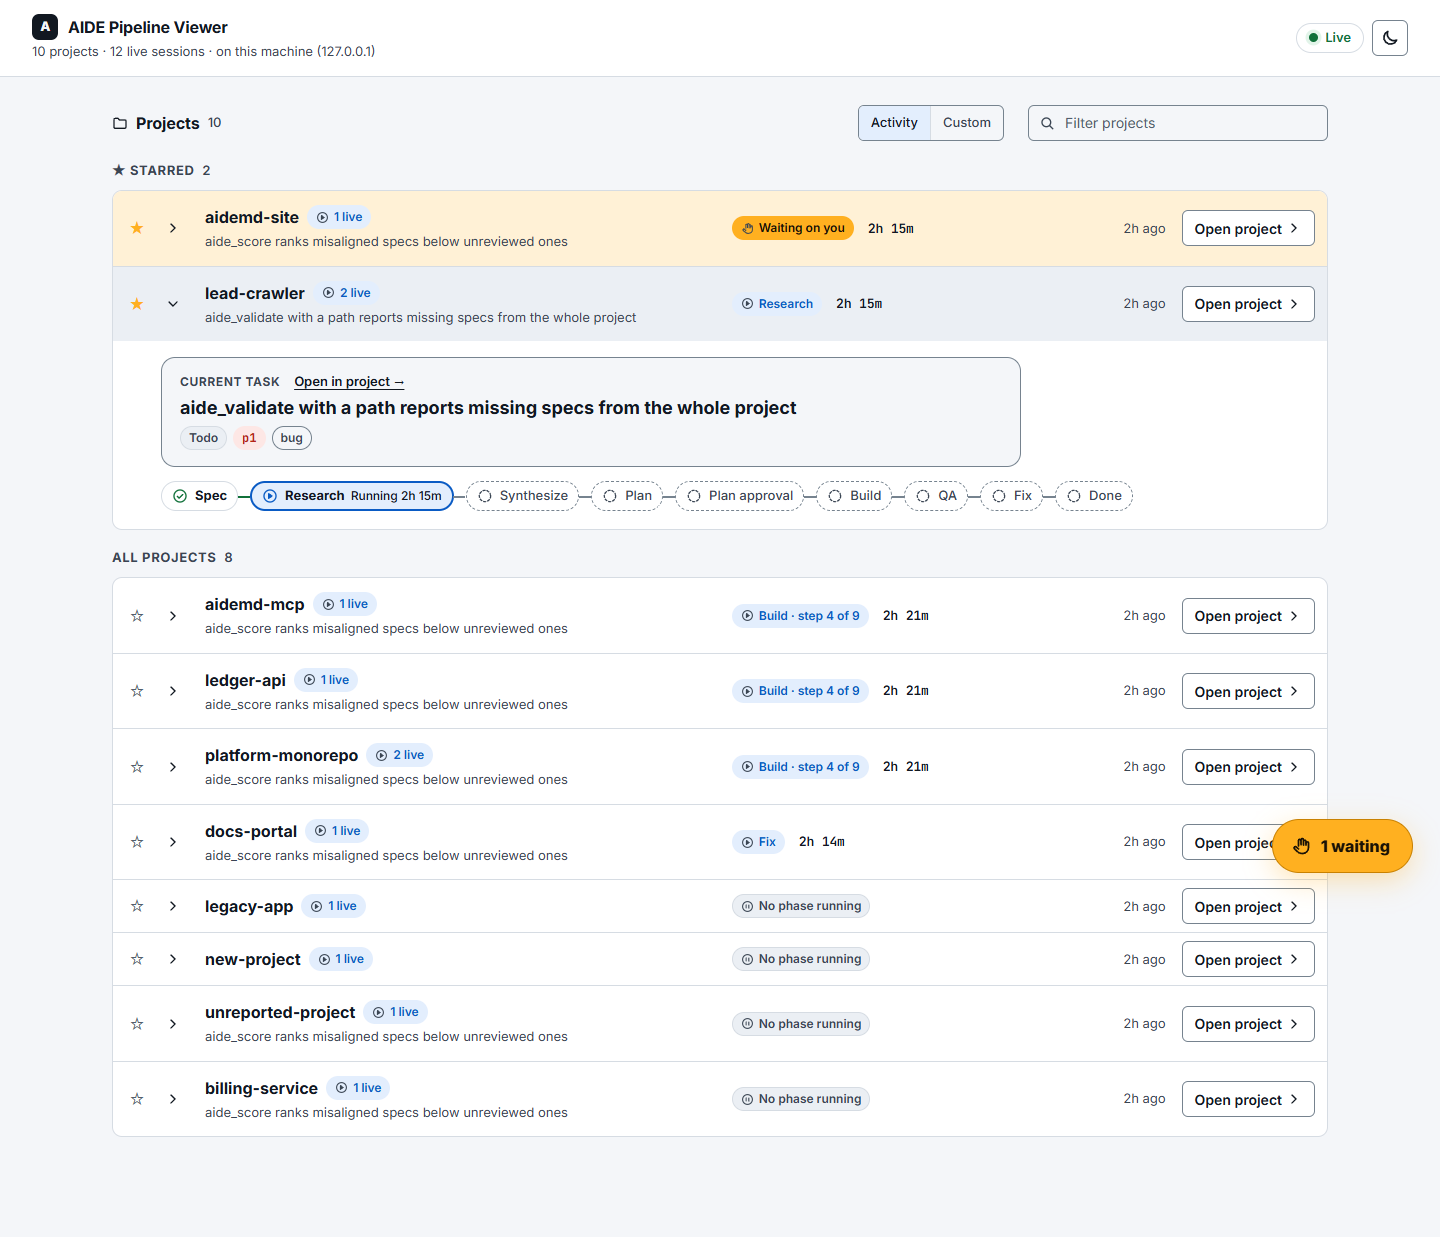 A AIDE Pipeline Viewer
10 projects · 12 live sessions · on this machine (127.0.0.1)
Live
Projects 10
Activity Custom
Filter projects
★ STARRED 2
aidemd-site 1 live
aide_score ranks misaligned specs below unreviewed ones
Waiting on you 2h 15m
2h ago
Open project
lead-crawler 2 live
aide_validate with a path reports missing specs from the whole project
Research 2h 15m
2h ago
Open project
CURRENT TASK Open in project →
aide_validate with a path reports missing specs from the whole project
Todo p1 bug
Spec Research Running 2h 15m Synthesize Plan Plan approval Build QA Fix Done
ALL PROJECTS 8
aidemd-mcp 1 live
aide_score ranks misaligned specs below unreviewed ones
Build · step 4 of 9 2h 21m
2h ago
Open project
ledger-api 1 live
aide_score ranks misaligned specs below unreviewed ones
Build · step 4 of 9 2h 21m
2h ago
Open project
platform-monorepo 2 live
aide_score ranks misaligned specs below unreviewed ones
Build · step 4 of 9 2h 21m
2h ago
Open project
docs-portal 1 live
aide_score ranks misaligned specs below unreviewed ones
Fix 2h 14m
2h ago
Open
1 waiting
legacy-app 1 live
No phase running
2h ago
Open project
new-project 1 live
No phase running
2h ago
Open project
unreported-project 1 live
aide_score ranks misaligned specs below unreviewed ones
No phase running
2h ago
Open project
billing-service 1 live
aide_score ranks misaligned specs below unreviewed ones
No phase running
2h ago
Open project